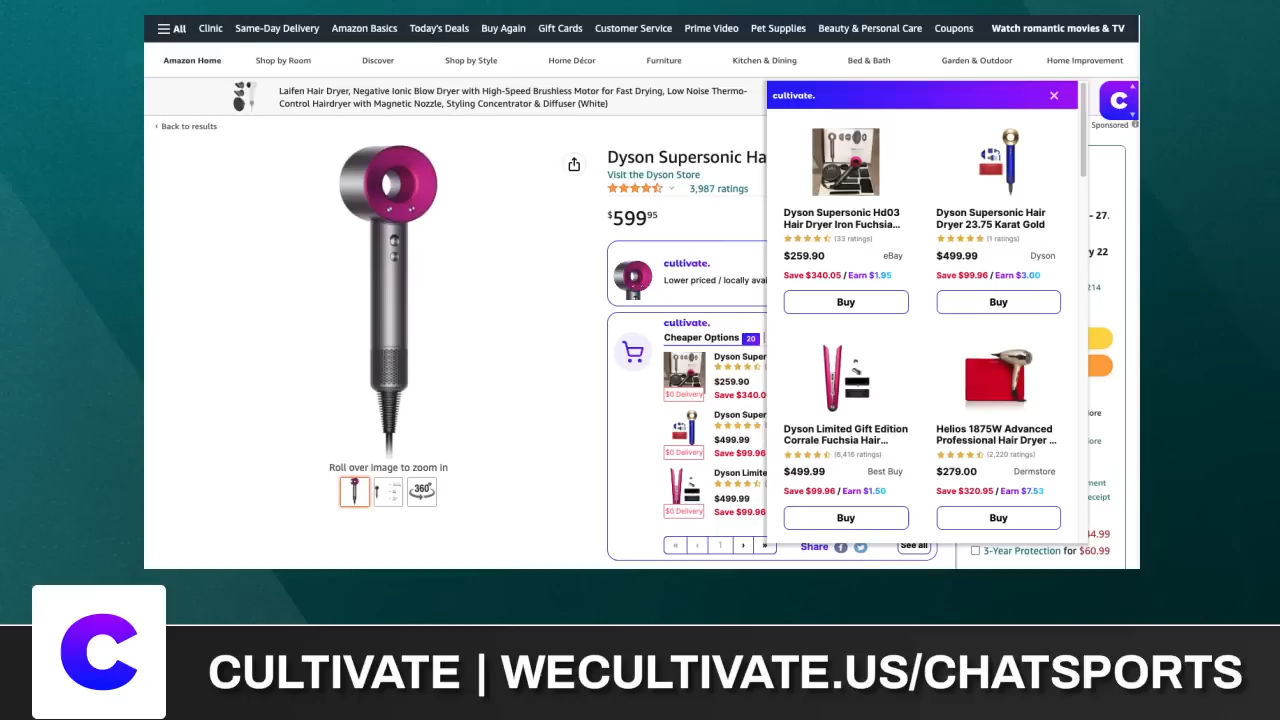 All Clinic Same-Day Delivery Amazon Basics Today's Deals Buy Again Gift Cards Customer Service Prime Video Pet Supplies Beauty & Personal Care Coupons Watch romantic movies & TV
Amazon Home Shop by Room Discover Shop by Style Home Décor Furniture Kitchen & Dining Bed & Bath Garden & Outdoor Home Improvement
Laifen Hair Dryer, Negative Ionic Blow Dryer with High-Speed Brushless Motor for Fast Drying, Low Noise Thermo-
Control Hairdryer with Magnetic Nozzle, Styling Concentrator & Diffuser (White)
Sponsored
‹ Back to results
Roll over image to zoom in
360°
Dyson Supersonic Ha
Visit the Dyson Store
3,987 ratings
$599 95
cultivate.
Lower priced / locally avai
cultivate.
Cheaper Options 20
Dyson Super
$259.90
$0 Delivery
Save $340.0
Dyson Super
$499.99
$0 Delivery
Save $99.96
Dyson Limite
$499.99
$0 Delivery
Save $99.96
« ‹ 1 › »
Share
See all
cultivate.
C
Dyson Supersonic Hd03
Hair Dryer Iron Fuchsia...
(33 ratings)
$259.90 eBay
Save $340.05 / Earn $1.95
Buy
Dyson Supersonic Hair
Dryer 23.75 Karat Gold
(1 ratings)
$499.99 Dyson
Save $99.96 / Earn $3.00
Buy
Dyson Limited Gift Edition
Corrale Fuchsia Hair...
(6,416 ratings)
$499.99 Best Buy
Save $99.96 / Earn $1.50
Buy
Helios 1875W Advanced
Professional Hair Dryer ...
(2,220 ratings)
$279.00 Dermstore
Save $320.95 / Earn $7.53
Buy
- 27.
y 22
214
ore
ore
ment
eceipt
44.99
3-Year Protection for $60.99
C
CULTIVATE | WECULTIVATE.US/CHATSPORTS